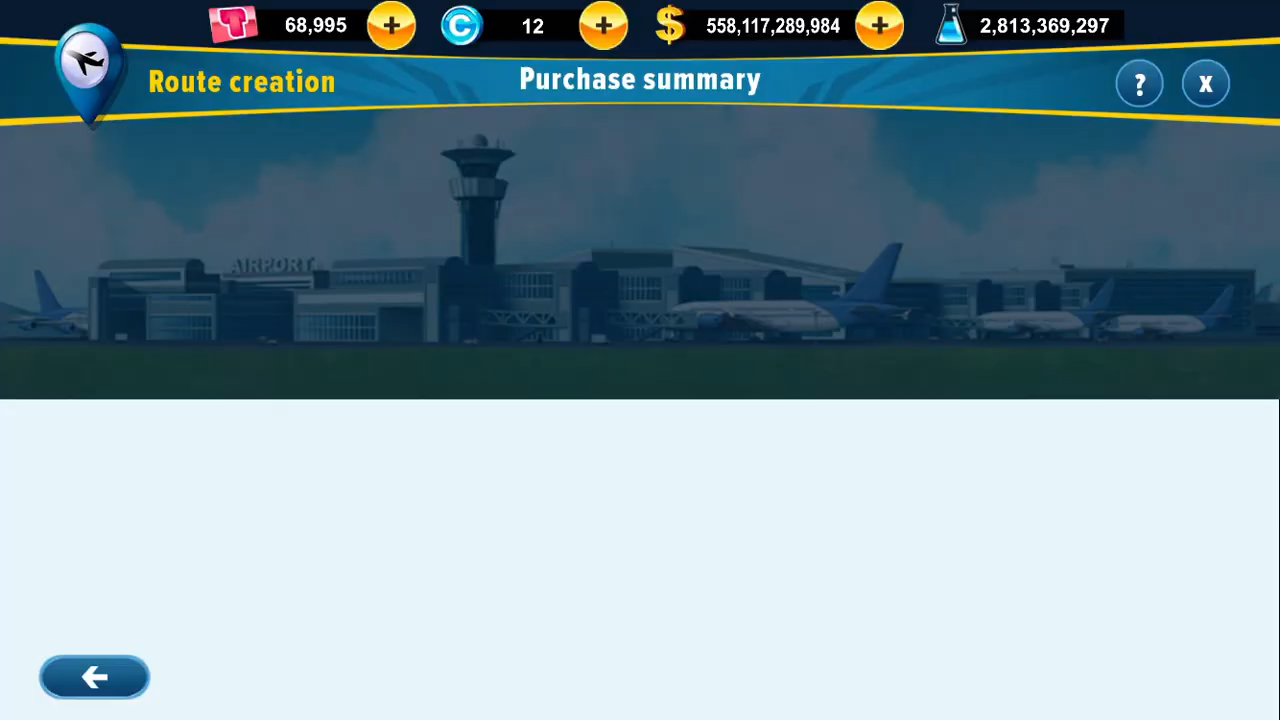 68,995 + 12 + 558,117,289,984 + 2,813,369,297
Route creation
Purchase summary
? X
AIRPORT